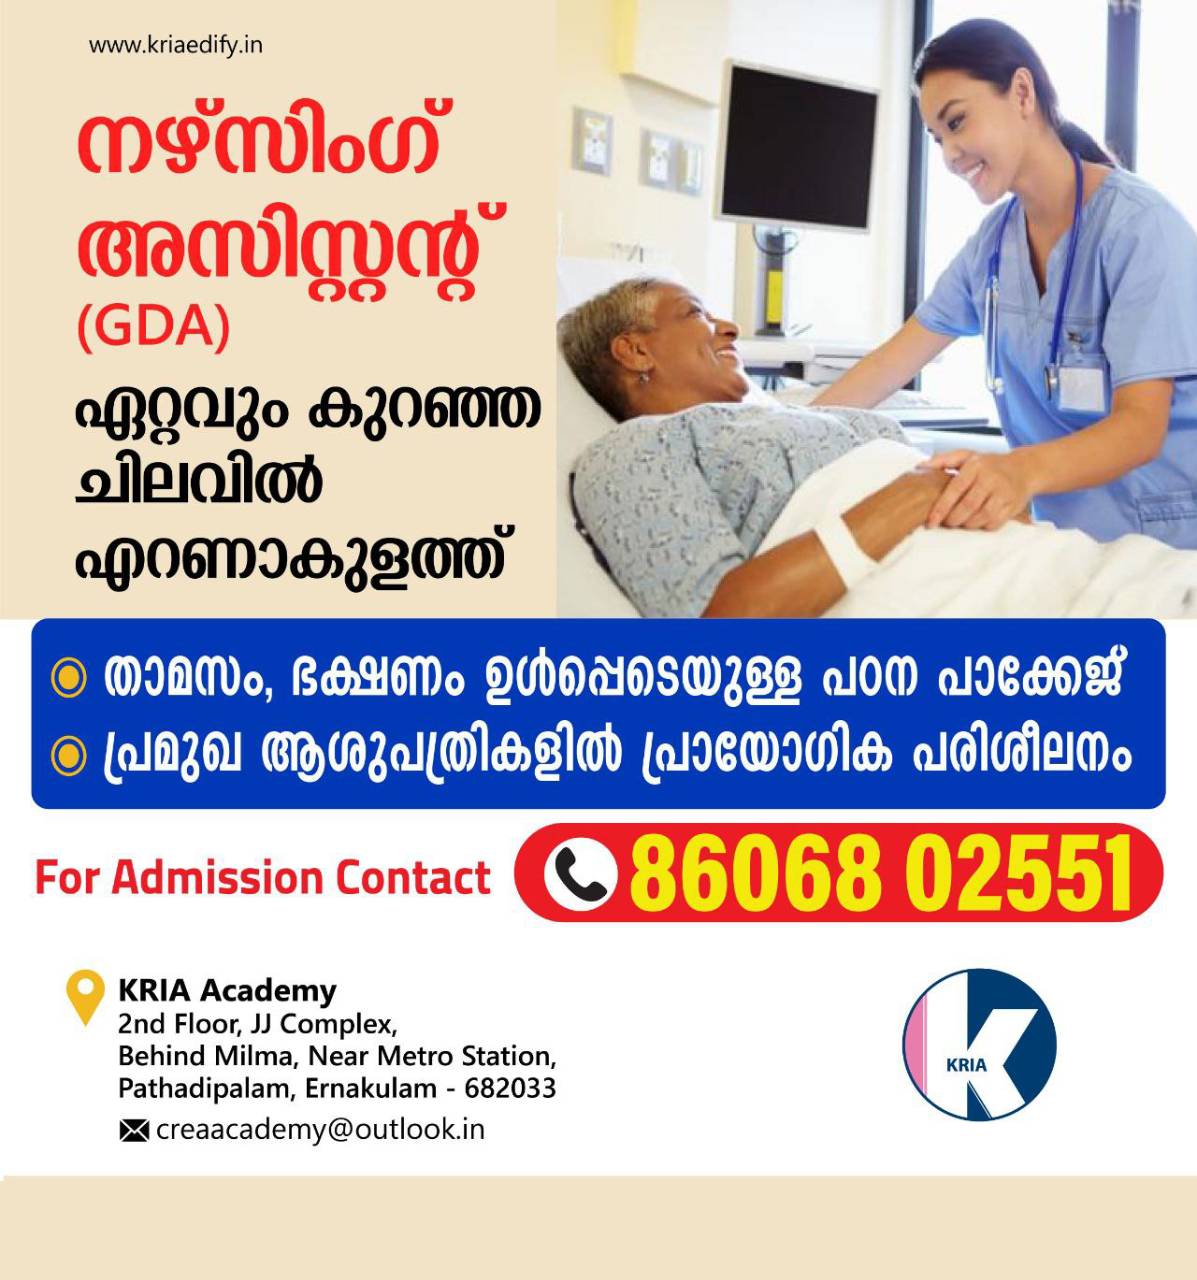 www.kriaedify.in
നഴ്സിംഗ്
അസിസ്റ്റന്റ്
(GDA)
ഏറ്റവും കുറഞ്ഞ
ചിലവിൽ
എറണാകുളത്ത്
താമസം, ഭക്ഷണം ഉൾപ്പെടെയുള്ള പഠന പാക്കേജ്
പ്രമുഖ ആശുപത്രികളിൽ പ്രായോഗിക പരിശീലനം
For Admission Contact 86068 02551
KRIA Academy
2nd Floor, JJ Complex,
Behind Milma, Near Metro Station,
Pathadipalam, Ernakulam - 682033
creaacademy@outlook.in
K
KRIA